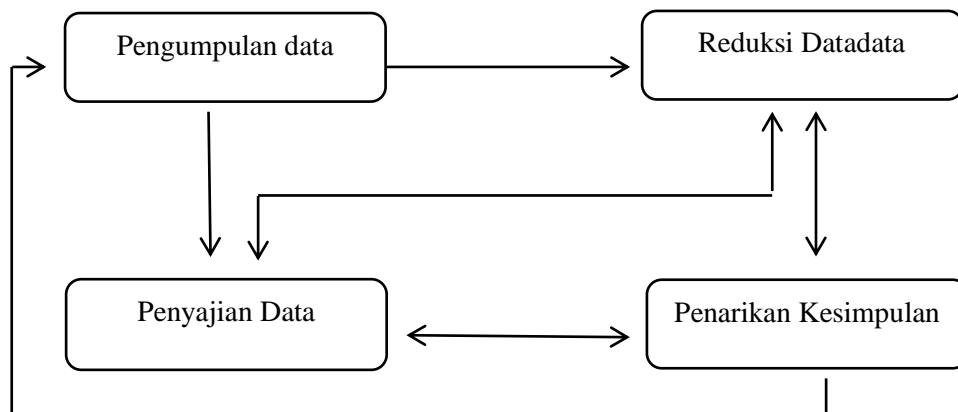 Pengumpulan data
Reduksi Datadata
Penyajian Data
Penarikan Kesimpulan